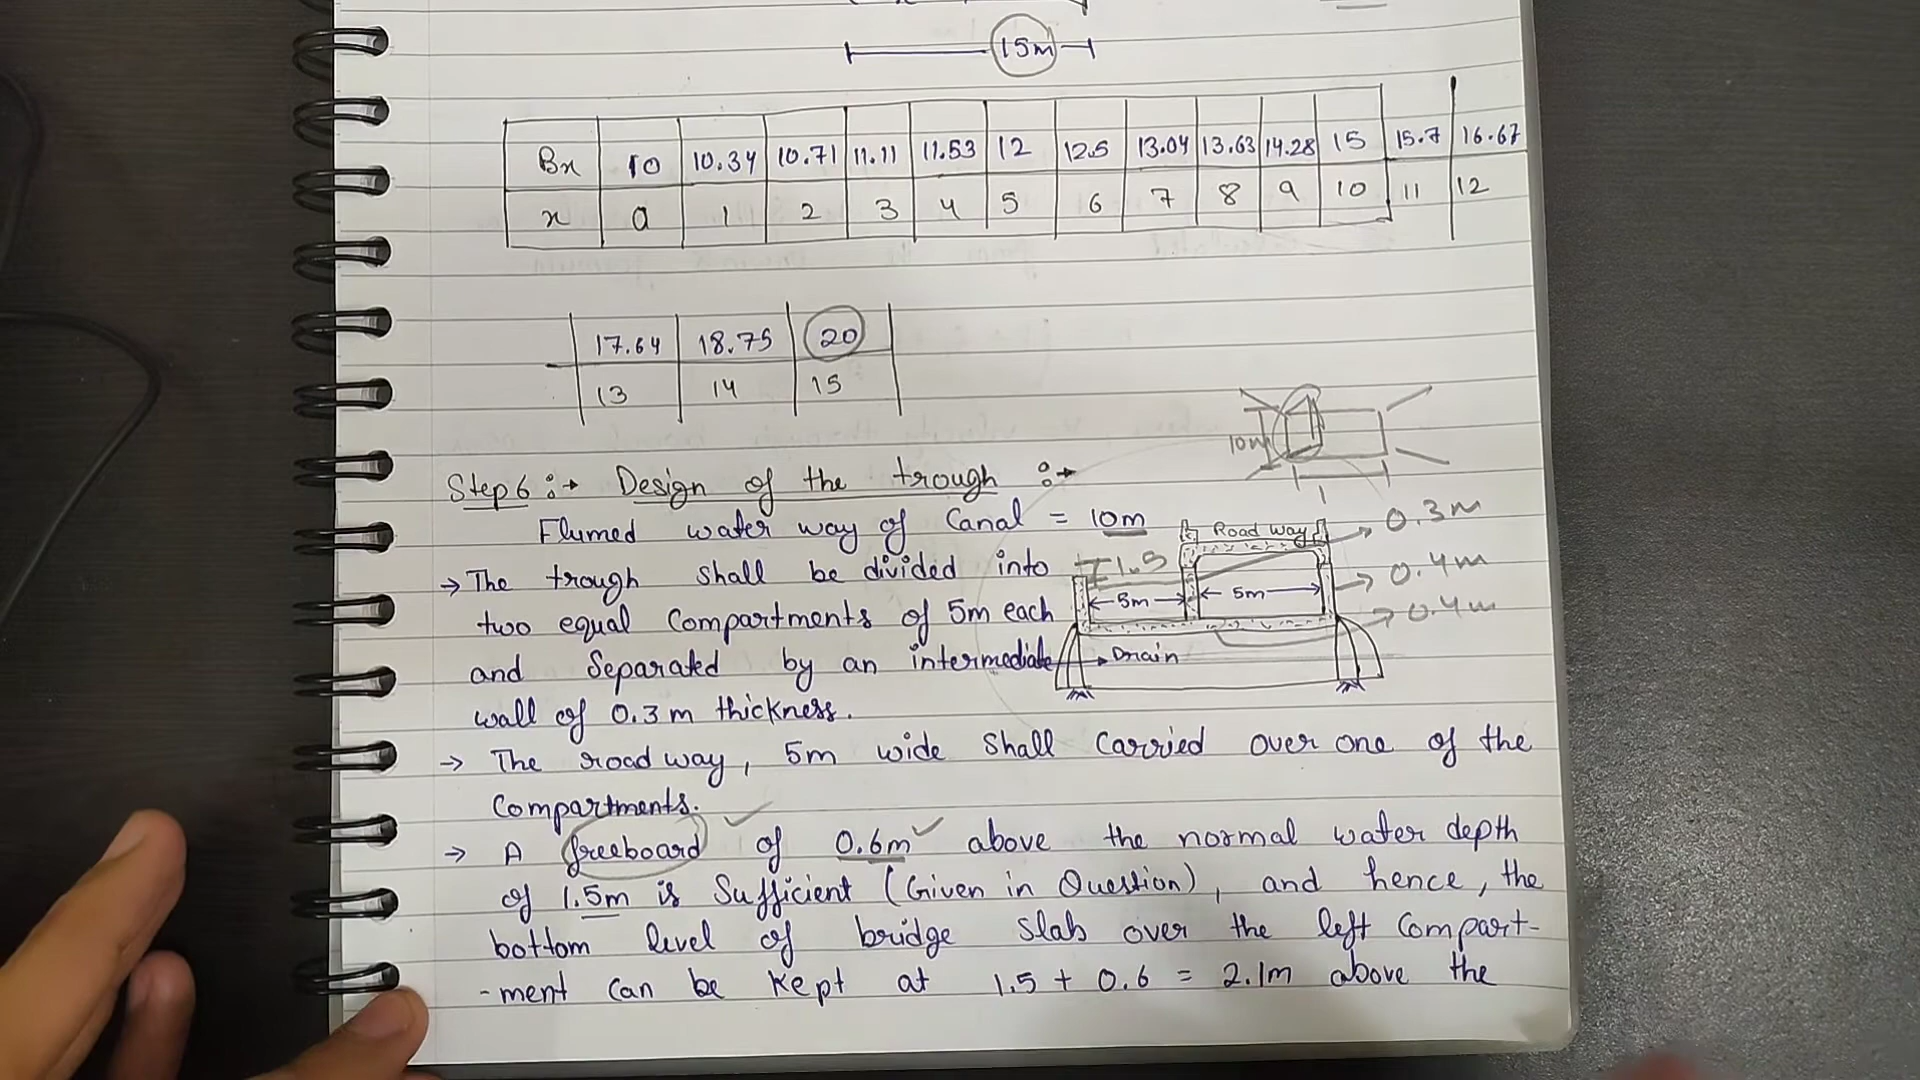 15m
Bx 10 10.34 10.71 11.11 11.53 12 12.5 13.04 13.63 14.28 15 15.7 16.67
x 0 1 2 3 4 5 6 7 8 9 10 11 12
17.64 18.75 20
13 14 15
10m
Step 6 :→ Design of the trough :→
Flumed water way of Canal = 10m
Road way 0.3m
→ The trough shall be divided into
1.5 0.4m
two equal Compartments of 5m each
5m 5m 0.4m
and Separated by an intermediate
Drain
wall of 0.3m thickness.
→ The road way, 5m wide Shall Carried over one of the
Compartments.
→ A freeboard of 0.6m above the normal water depth
of 1.5m is Sufficient (Given in Question), and hence, the
bottom level of bridge Slab over the left Compart-
-ment can be kept at 1.5 + 0.6 = 2.1m above the